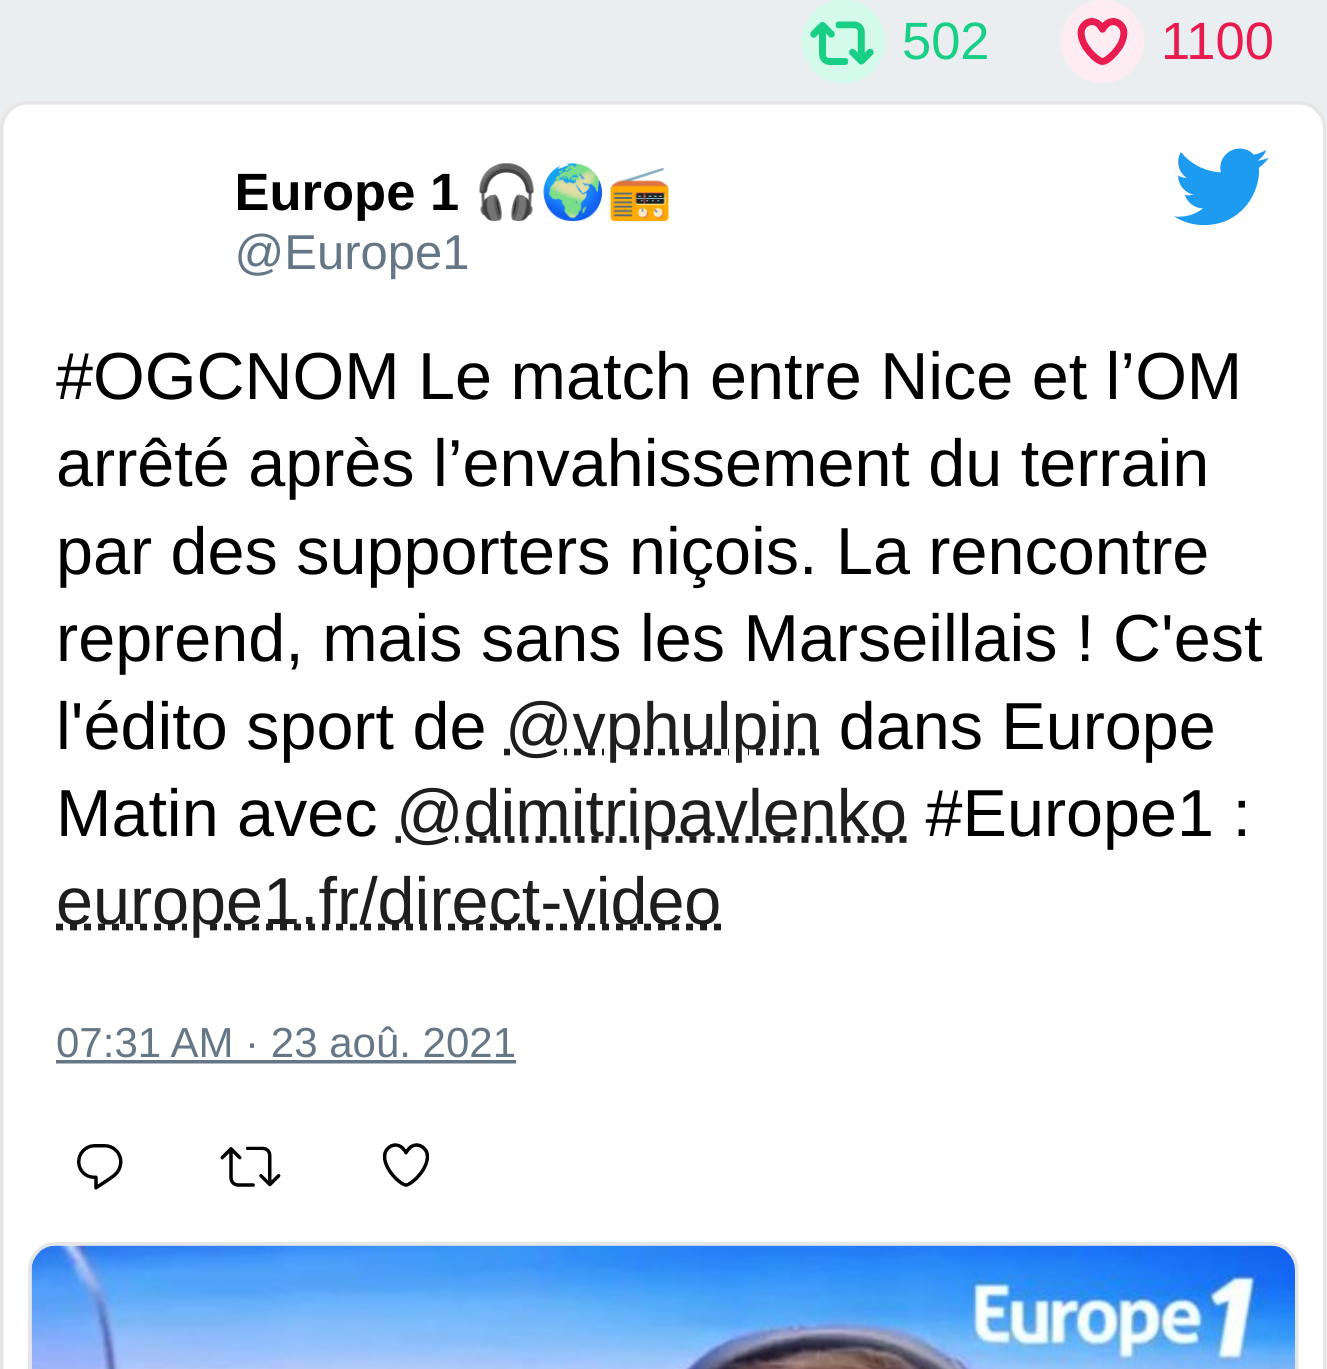 502 1100
Europe 1 🎧🌍📻
@Europe1
#OGCNOM Le match entre Nice et l’OM
arrêté après l’envahissement du terrain
par des supporters niçois. La rencontre
reprend, mais sans les Marseillais ! C'est
l'édito sport de @vphulpin dans Europe
Matin avec @dimitripavlenko #Europe1 :
europe1.fr/direct-video
07:31 AM · 23 aoû. 2021
Europe 1